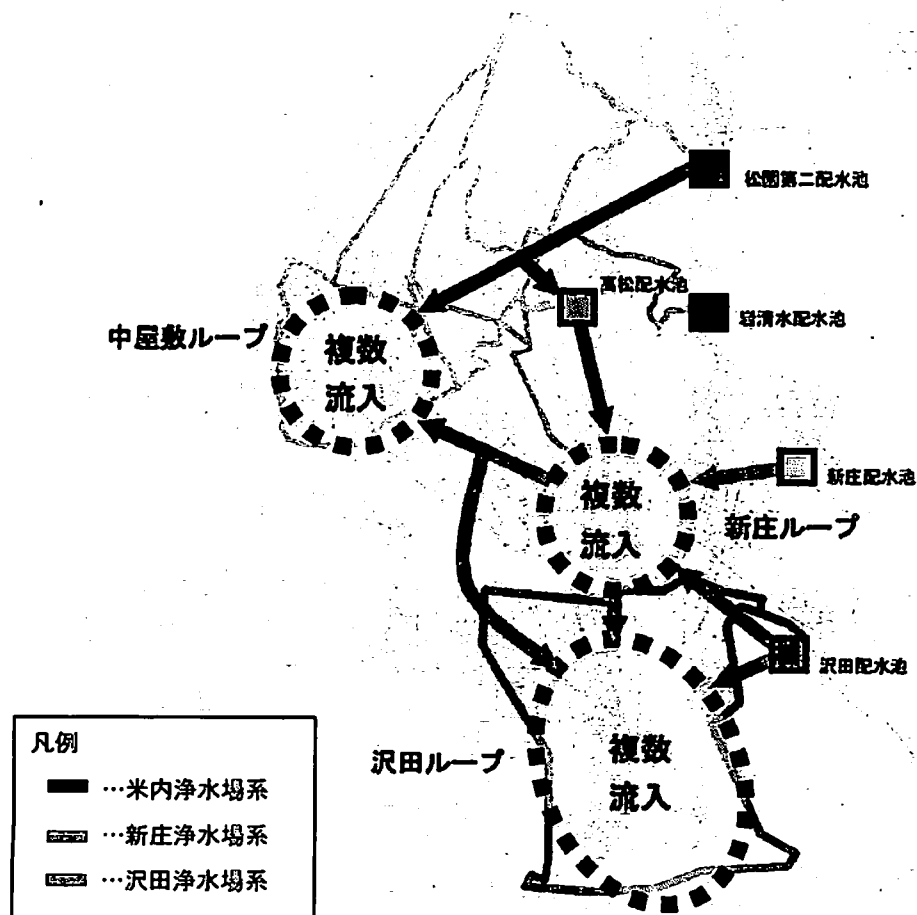 松園第二配水池
高松配水池
岩清水配水池
中屋敷ループ
複数
流入
複数
流入
新庄配水池
新庄ループ
沢田配水池
沢田ループ
複数
流入
凡例
…米内浄水場系
…新庄浄水場系
…沢田浄水場系